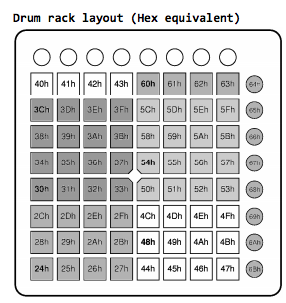 Drum rack layout (Hex equivalent)
40h 41h 42h 43h 60h 61h 62h 63h 64h
3Ch 3Dh 3Eh 3Fh 5Ch 5Dh 5Eh 5Fh 65h
38h 39h 3Ah 3Bh 58h 59h 5Ah 5Bh 66h
34h 35h 36h 37h 54h 55h 56h 57h 67h
30h 31h 32h 33h 50h 51h 52h 53h 68h
2Ch 2Dh 2Eh 2Fh 4Ch 4Dh 4Eh 4Fh 69h
28h 29h 2Ah 2Bh 48h 49h 4Ah 4Bh 6Ah
24h 25h 26h 27h 44h 45h 46h 47h 6Bh